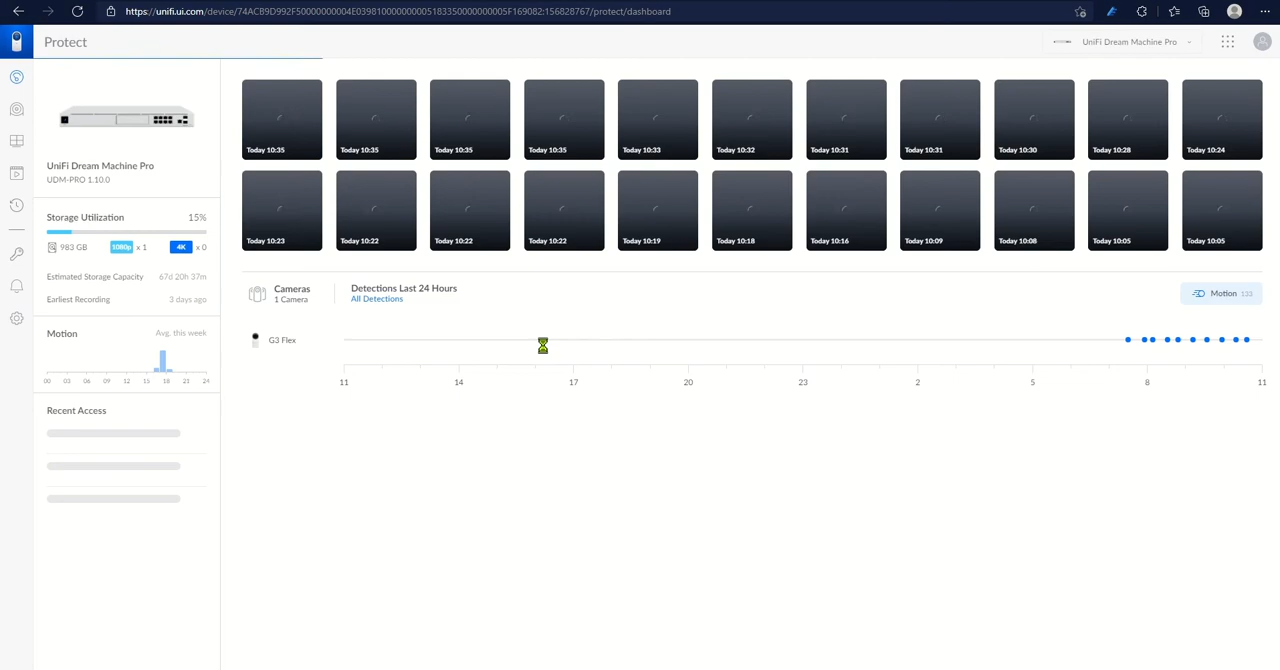 https://unifi.ui.com/device/74ACB9D992F50000000004E0398100000000051833500000000005F169082:156828767/protect/dashboard
Protect
UniFi Dream Machine Pro
UniFi Dream Machine Pro
UDM-PRO 1.10.0
Storage Utilization 15%
983 GB 1080p x 1 4K x 0
Estimated Storage Capacity 67d 20h 37m
Earliest Recording 3 days ago
Motion Avg. this week
00 03 06 09 12 15 18 21 24
Recent Access
Today 10:35 Today 10:35 Today 10:35 Today 10:35 Today 10:33 Today 10:32 Today 10:31 Today 10:31 Today 10:30 Today 10:28 Today 10:24
Today 10:23 Today 10:22 Today 10:22 Today 10:22 Today 10:19 Today 10:18 Today 10:16 Today 10:09 Today 10:08 Today 10:05 Today 10:05
Cameras
1 Camera
Detections Last 24 Hours
All Detections
Motion 133
G3 Flex
11 14 17 20 23 2 5 8 11